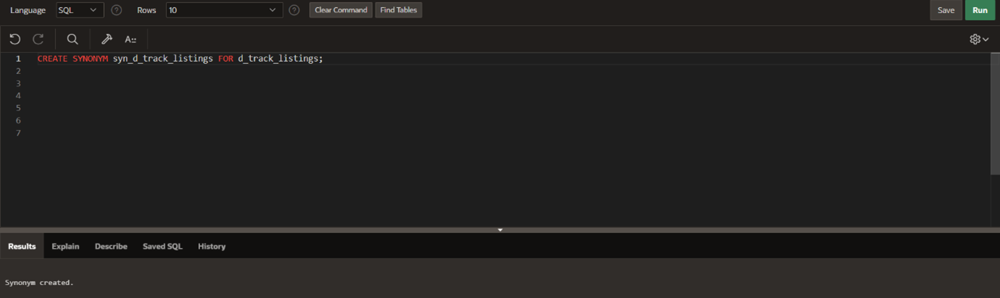 Language SQL Rows 10 Clear Command Find Tables Save Run
A::
1 CREATE SYNONYM syn_d_track_listings FOR d_track_listings;
2
3
4
5
6
7
Results Explain Describe Saved SQL History
Synonym created.